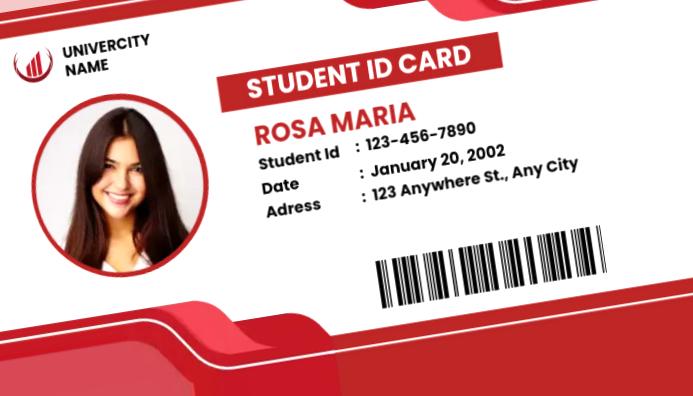 UNIVERCITY
NAME
STUDENT ID CARD
ROSA MARIA
Student Id : 123-456-7890
Date : January 20, 2002
Adress : 123 Anywhere St., Any City